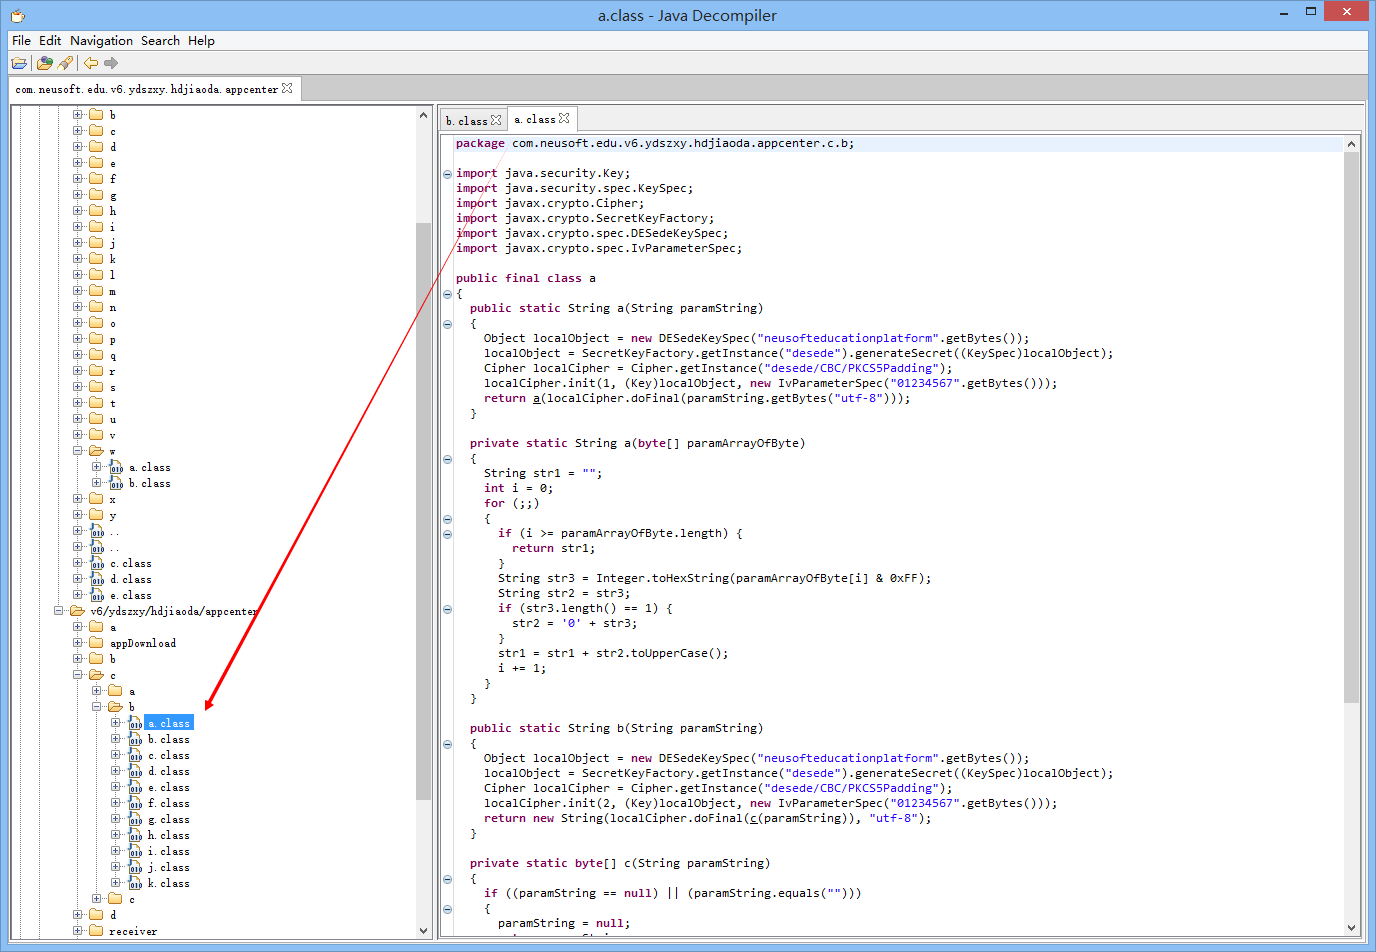 a.class - Java Decompiler
File Edit Navigation Search Help
com.neusoft.edu.v6.ydszxy.hdjiaoda.appcenter
b
c
d
e
f
g
h
i
j
k
l
m
n
o
p
q
r
s
t
u
v
w
a.class
b.class
x
y
..
..
c.class
d.class
e.class
v6/ydszxy/hdjiaoda/appcenter
a
appDownload
b
c
a
b
a.class
b.class
c.class
d.class
e.class
f.class
g.class
h.class
i.class
j.class
k.class
c
d
receiver
b.class a.class
package com.neusoft.edu.v6.ydszxy.hdjiaoda.appcenter.c.b;
import java.security.Key;
import java.security.spec.KeySpec;
import javax.crypto.Cipher;
import javax.crypto.SecretKeyFactory;
import javax.crypto.spec.DESedeKeySpec;
import javax.crypto.spec.IvParameterSpec;
public final class a
{
public static String a(String paramString)
{
Object localObject = new DESedeKeySpec("neusofteducationplatform".getBytes());
localObject = SecretKeyFactory.getInstance("desede").generateSecret((KeySpec)localObject);
Cipher localCipher = Cipher.getInstance("desede/CBC/PKCS5Padding");
localCipher.init(1, (Key)localObject, new IvParameterSpec("01234567".getBytes()));
return a(localCipher.doFinal(paramString.getBytes("utf-8")));
}
private static String a(byte[] paramArrayOfByte)
{
String str1 = "";
int i = 0;
for (;;)
{
if (i >= paramArrayOfByte.length) {
return str1;
}
String str3 = Integer.toHexString(paramArrayOfByte[i] & 0xFF);
String str2 = str3;
if (str3.length() == 1) {
str2 = '0' + str3;
}
str1 = str1 + str2.toUpperCase();
i += 1;
}
}
public static String b(String paramString)
{
Object localObject = new DESedeKeySpec("neusofteducationplatform".getBytes());
localObject = SecretKeyFactory.getInstance("desede").generateSecret((KeySpec)localObject);
Cipher localCipher = Cipher.getInstance("desede/CBC/PKCS5Padding");
localCipher.init(2, (Key)localObject, new IvParameterSpec("01234567".getBytes()));
return new String(localCipher.doFinal(c(paramString)), "utf-8");
}
private static byte[] c(String paramString)
{
if ((paramString == null) || (paramString.equals("")))
{
paramString = null;